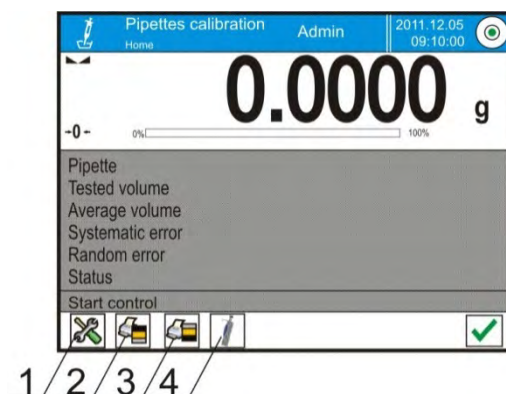 Pipettes calibration
Home
Admin
2011.12.05
09:10:00
0.0000 g
-0-
0%
100%
Pipette
Tested volume
Average volume
Systematic error
Random error
Status
Start control
1 2 3 4